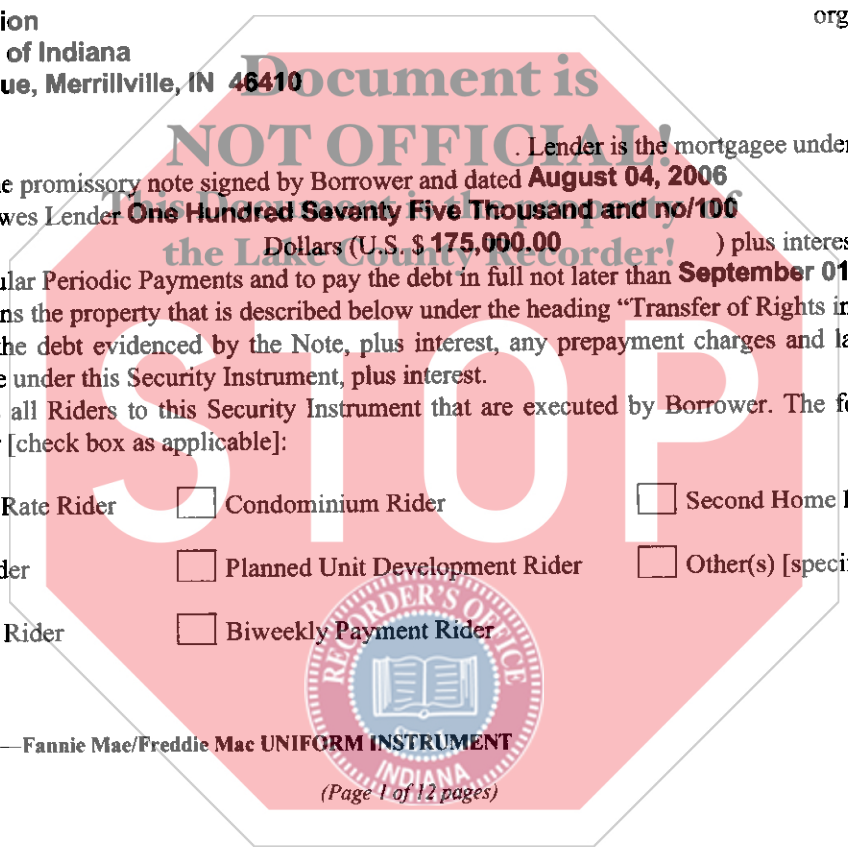 ion org
of Indiana
ue, Merrillville, IN 46410
Document is
NOT OFFICIAL!
. Lender is the mortgagee under
e promissory note signed by Borrower and dated August 04, 2006
This Document is the property of
wes Lender One Hundred Seventy Five Thousand and no/100
the Lake County Recorder!
Dollars (U.S. $ 175,000.00 ) plus interes
ular Periodic Payments and to pay the debt in full not later than September 01
ns the property that is described below under the heading “Transfer of Rights in
the debt evidenced by the Note, plus interest, any prepayment charges and la
e under this Security Instrument, plus interest.
all Riders to this Security Instrument that are executed by Borrower. The fo
[check box as applicable]:
STOP
Rate Rider Condominium Rider Second Home
der Planned Unit Development Rider Other(s) [speci
Rider Biweekly Payment Rider
RECORDER'S OFFICE
—Fannie Mae/Freddie Mac UNIFORM INSTRUMENT
INDIANA
(Page 1 of 12 pages)